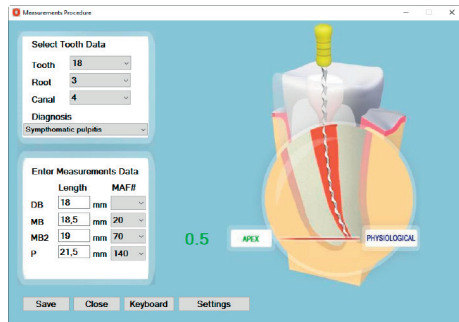 Measurements Procedure
Select Tooth Data
Tooth 18
Root 3
Canal 4
Diagnosis
Sympthomatic pulpitis
Enter Measurements Data
Length MAF#
DB 18 mm
MB 18,5 mm 20
MB2 19 mm 70
P 21,5 mm 140
0.5
APEX
PHYSIOLOGICAL
Save Close Keyboard Settings